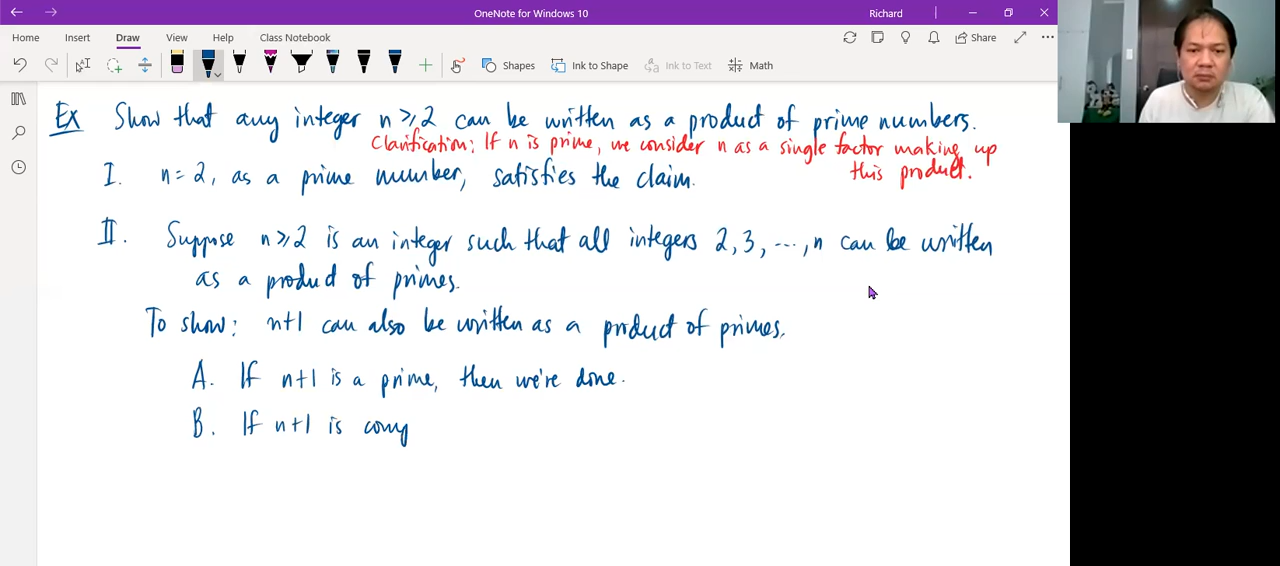 OneNote for Windows 10
Richard
Home Insert Draw View Help Class Notebook
Share
Shapes Ink to Shape Ink to Text Math
Ex Show that any integer n ≥ 2 can be written as a product of prime numbers.
Clarification: If n is prime, we consider n as a single factor making up
this product.
I. n = 2, as a prime number, satisfies the claim.
II. Suppose n ≥ 2 is an integer such that all integers 2, 3, ..., n can be written
as a product of primes.
To show: n+1 can also be written as a product of primes.
A. If n+1 is a prime, then we're done.
B. If n+1 is comp